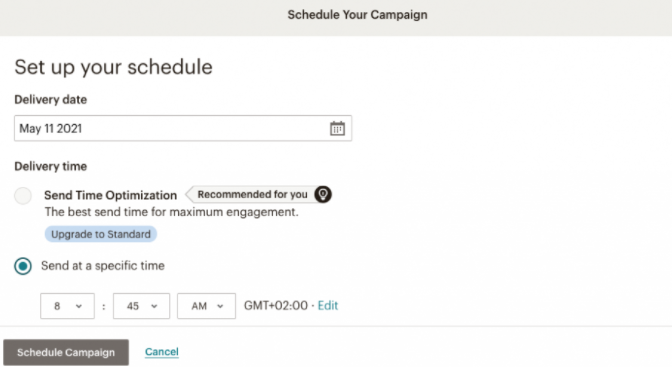 Schedule Your Campaign
Set up your schedule
Delivery date
May 11 2021
Delivery time
Send Time Optimization Recommended for you
The best send time for maximum engagement.
Upgrade to Standard
Send at a specific time
8 : 45 AM GMT+02:00 · Edit
Schedule Campaign Cancel